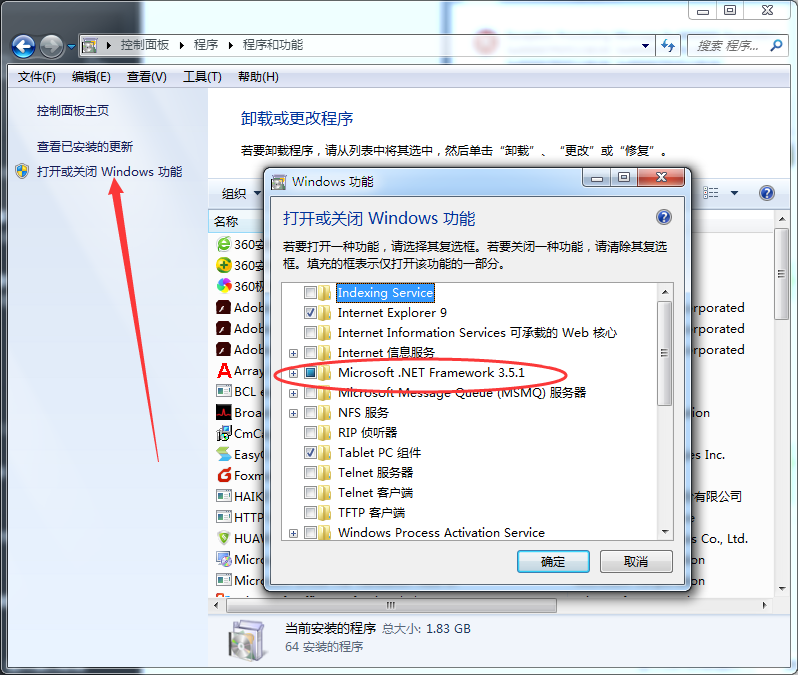 控制面板 程序 程序和功能
搜索 程序...
文件(F) 编辑(E) 查看(V) 工具(T) 帮助(H)
控制面板主页
查看已安装的更新
打开或关闭 Windows 功能
卸载或更改程序
若要卸载程序，请从列表中将其选中，然后单击“卸载”、“更改”或“修复”。
组织
名称
360安
360安
360极
Adob
rporated
Adob
rporated
Adob
rporated
Array
BCL e
Broa
ion
CmCa
Easy
es Inc.
Foxm
HAIK
有限公司
HTTP
HUAW
s Co., Ltd.
Micro
on
Micro
on
Windows 功能
打开或关闭 Windows 功能
若要打开一种功能，请选择其复选框。若要关闭一种功能，请清除其复选
框。填充的框表示仅打开该功能的一部分。
Indexing Service
Internet Explorer 9
Internet Information Services 可承载的 Web 核心
Internet 信息服务
Microsoft .NET Framework 3.5.1
Microsoft Message Queue (MSMQ) 服务器
NFS 服务
RIP 侦听器
Tablet PC 组件
Telnet 服务器
Telnet 客户端
TFTP 客户端
Windows Process Activation Service
确定 取消
当前安装的程序 总大小: 1.83 GB
64 安装的程序